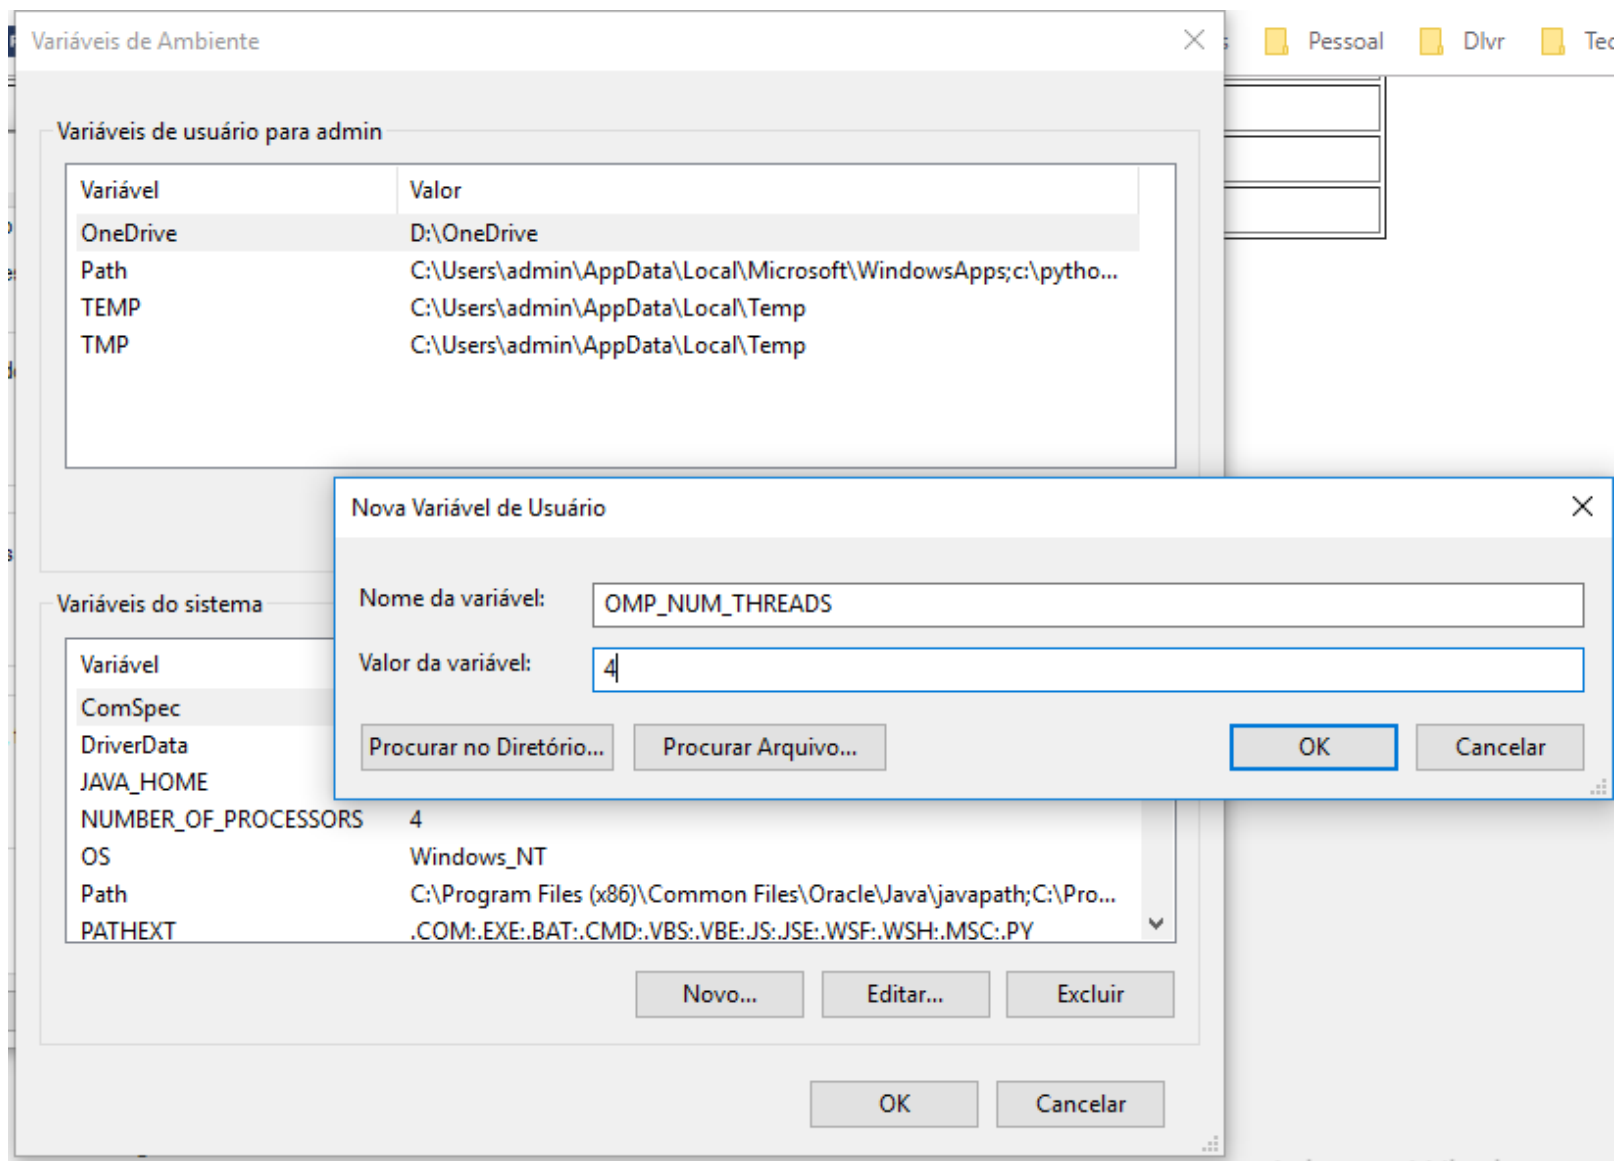 Variáveis de Ambiente
Pessoal
Dlvr
Variáveis de usuário para admin
Variável Valor
OneDrive D:\OneDrive
Path C:\Users\admin\AppData\Local\Microsoft\WindowsApps;c:\pytho...
TEMP C:\Users\admin\AppData\Local\Temp
TMP C:\Users\admin\AppData\Local\Temp
Nova Variável de Usuário
Nome da variável: OMP_NUM_THREADS
Valor da variável: 4
Procurar no Diretório... Procurar Arquivo... OK Cancelar
Variáveis do sistema
Variável
ComSpec
DriverData
JAVA_HOME
NUMBER_OF_PROCESSORS 4
OS Windows_NT
Path C:\Program Files (x86)\Common Files\Oracle\Java\javapath;C:\Pro...
PATHEXT .COM;.EXE;.BAT;.CMD;.VBS;.VBE;.JS;.JSE;.WSF;.WSH;.MSC;.PY
Novo... Editar... Excluir
OK Cancelar